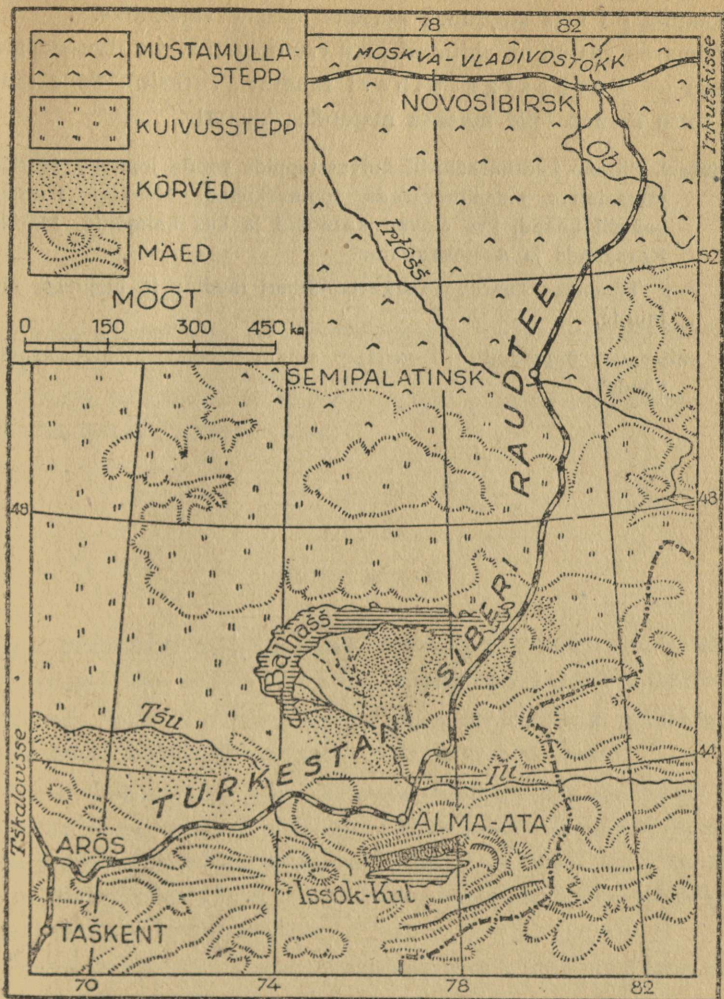 78 82
MUSTAMULLA-
STEPP
KUIVUSSTEPP
KÕRVED
MÄED
MÕÕT
0 150 300 450 km
MOSKVA-VLADIVOSTOKK
Irkutskisse
NOVOSIBIRSK
Ob
Irtõšš
52
SEMIPALATINSK
48 48
Balhašš
TURKESTANI SIBERI RAUDTEE
Tšu
44
Ili
Tškalovisse
ALMA-ATA
ARÕS
Issõk-Kul
TAŠKENT
70 74 78 82